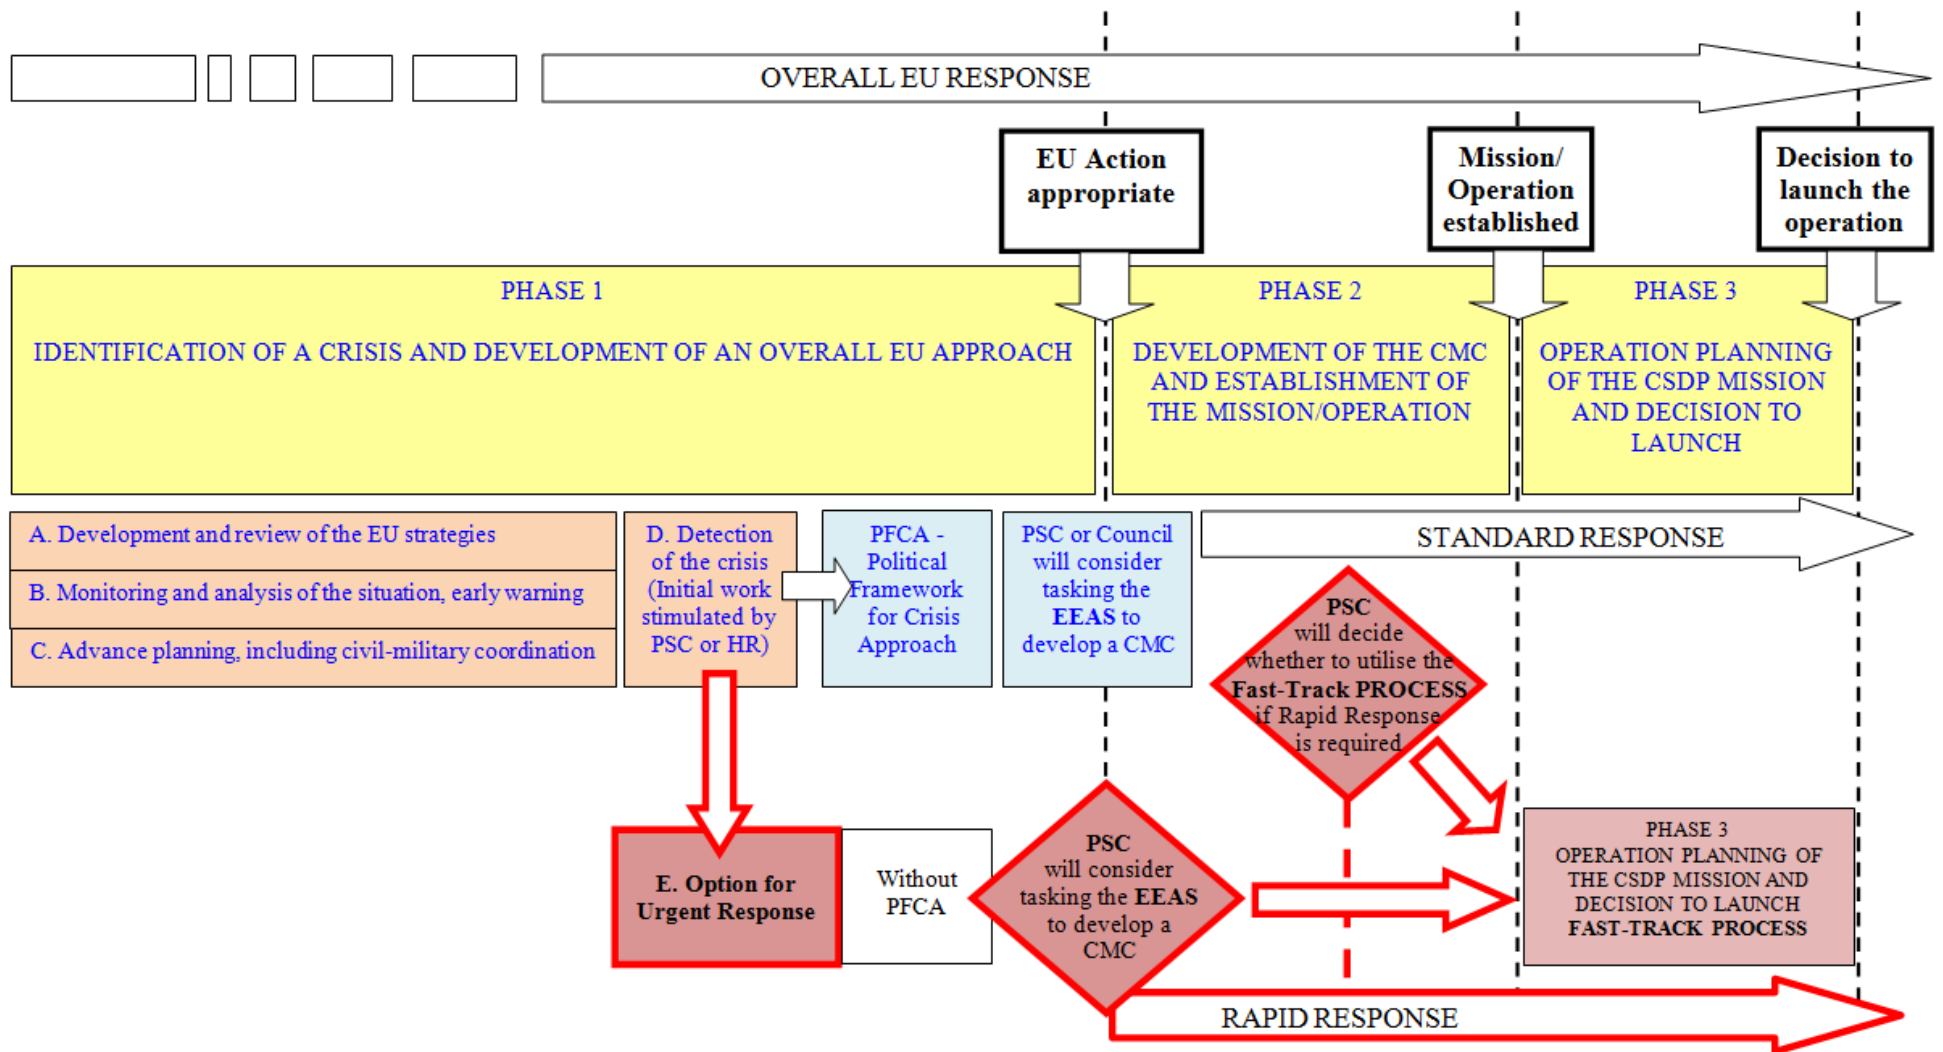 OVERALL EU RESPONSE
EU Action
appropriate
Mission/
Operation
established
Decision to
launch the
operation
PHASE 1
IDENTIFICATION OF A CRISIS AND DEVELOPMENT OF AN OVERALL EU APPROACH
PHASE 2
DEVELOPMENT OF THE CMC
AND ESTABLISHMENT OF
THE MISSION/OPERATION
PHASE 3
OPERATION PLANNING
OF THE CSDP MISSION
AND DECISION TO
LAUNCH
A. Development and review of the EU strategies
B. Monitoring and analysis of the situation, early warning
C. Advance planning, including civil-military coordination
D. Detection
of the crisis
(Initial work
stimulated by
PSC or HR)
PFCA -
Political
Framework
for Crisis
Approach
PSC or Council
will consider
tasking the
EEAS to
develop a CMC
STANDARD RESPONSE
PSC
will decide
whether to utilise the
Fast-Track PROCESS
if Rapid Response
is required
E. Option for
Urgent Response
Without
PFCA
PSC
will consider
tasking the EEAS
to develop a
CMC
PHASE 3
OPERATION PLANNING OF
THE CSDP MISSION AND
DECISION TO LAUNCH
FAST-TRACK PROCESS
RAPID RESPONSE